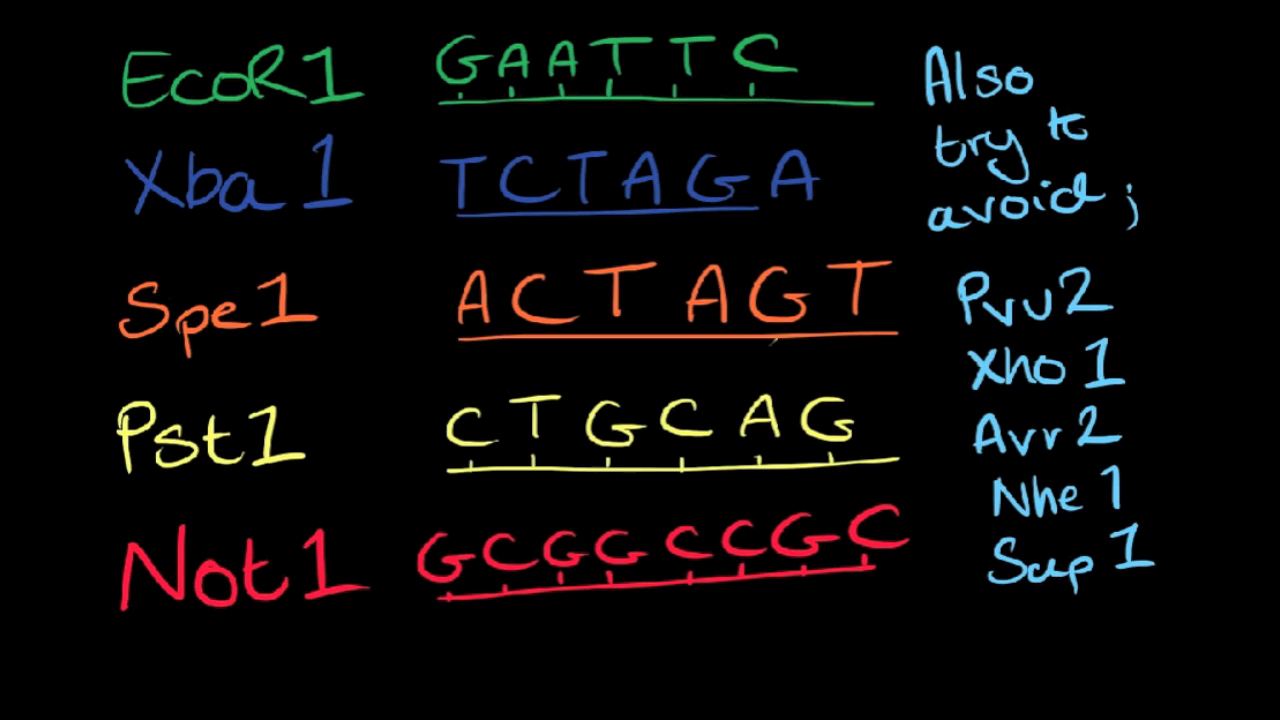 EcoR1 GAATTC
Xba1 TCTAGA
Spe1 ACTAGT
Pst1 CTGCAG
Not1 GCGGCCGC
Also
try to
avoid;
Pvu2
Xho1
Avr2
Nhe1
Sap1